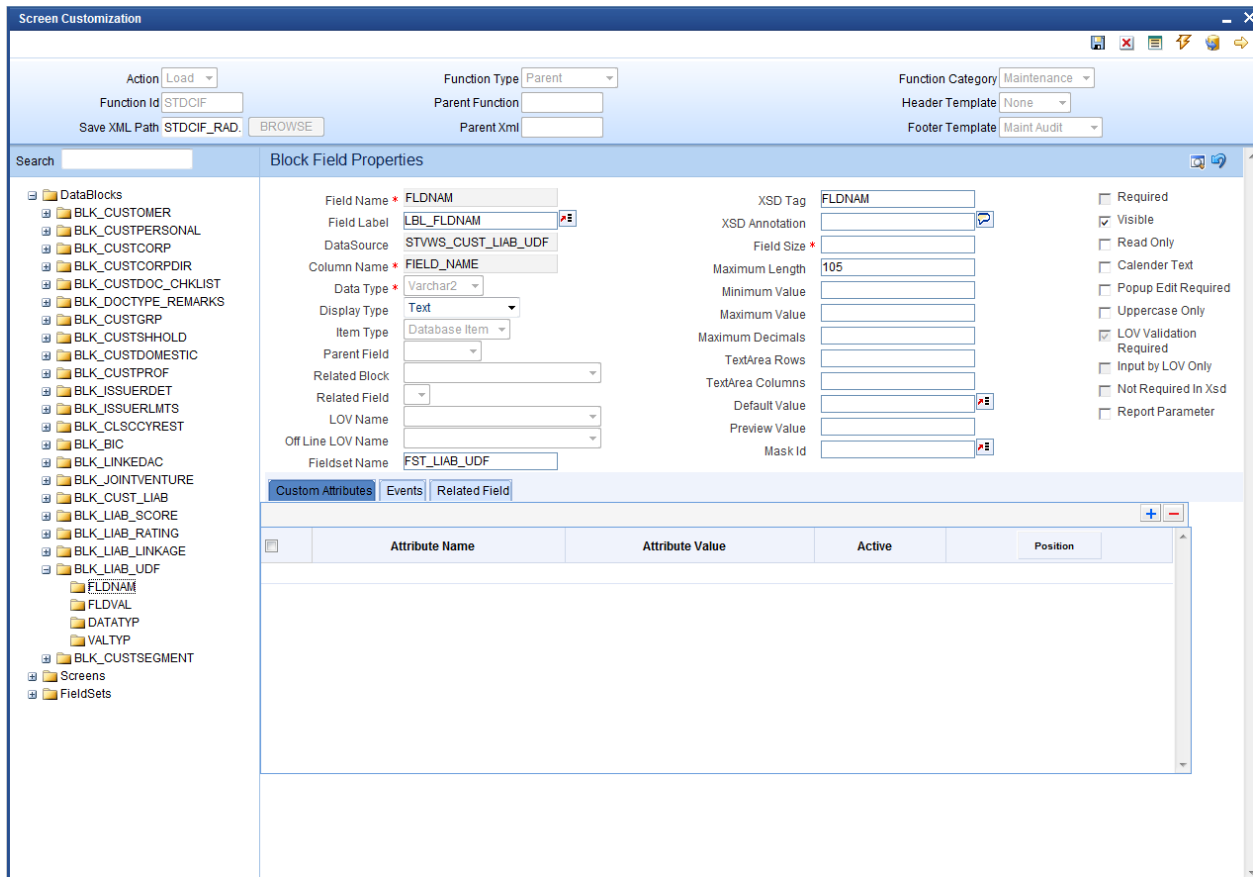 Screen Customization
Action Load Function Type Parent Function Category Maintenance
Function Id STDCIF Parent Function Header Template None
Save XML Path STDCIF_RAD. BROWSE Parent Xml Footer Template Maint Audit
Search
Block Field Properties
DataBlocks
BLK_CUSTOMER
BLK_CUSTPERSONAL
BLK_CUSTCORP
BLK_CUSTCORPDIR
BLK_CUSTDOC_CHKLIST
BLK_DOCTYPE_REMARKS
BLK_CUSTGRP
BLK_CUSTSHHOLD
BLK_CUSTDOMESTIC
BLK_CUSTPROF
BLK_ISSUERDET
BLK_ISSUERLMTS
BLK_CLSCCYREST
BLK_BIC
BLK_LINKEDAC
BLK_JOINTVENTURE
BLK_CUST_LIAB
BLK_LIAB_SCORE
BLK_LIAB_RATING
BLK_LIAB_LINKAGE
BLK_LIAB_UDF
FLDNAM
FLDVAL
DATATYP
VALTYP
BLK_CUSTSEGMENT
Screens
FieldSets
Field Name * FLDNAM
Field Label LBL_FLDNAM
DataSource STVWS_CUST_LIAB_UDF
Column Name * FIELD_NAME
Data Type * Varchar2
Display Type Text
Item Type Database Item
Parent Field
Related Block
Related Field
LOV Name
Off Line LOV Name
Fieldset Name FST_LIAB_UDF
XSD Tag FLDNAM
XSD Annotation
Field Size *
Maximum Length 105
Minimum Value
Maximum Value
Maximum Decimals
TextArea Rows
TextArea Columns
Default Value
Preview Value
Mask Id
Required
Visible
Read Only
Calender Text
Popup Edit Required
Uppercase Only
LOV Validation
Required
Input by LOV Only
Not Required In Xsd
Report Parameter
Custom Attributes Events Related Field
Attribute Name Attribute Value Active Position